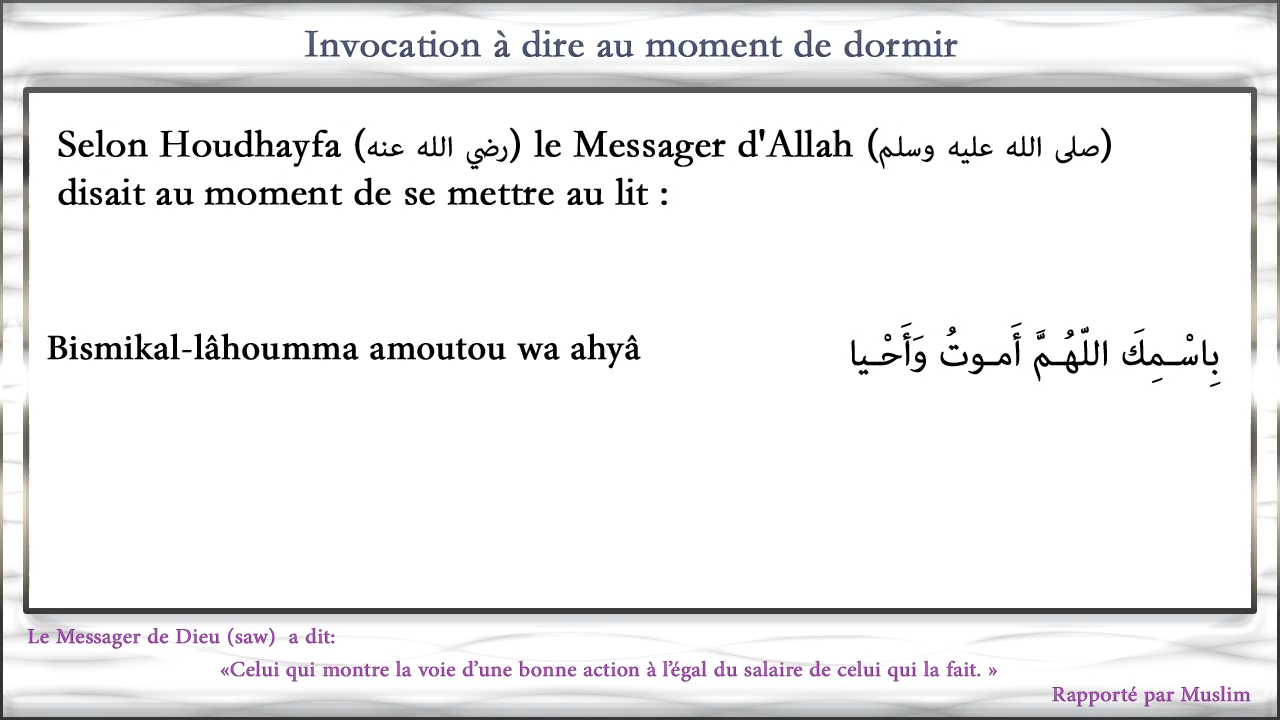 Invocation à dire au moment de dormir
Selon Houdhayfa (رضي الله عنه) le Messager d'Allah (صلى الله عليه وسلم)
disait au moment de se mettre au lit :
Bismikal-lâhoumma amoutou wa ahyâ
بِاسْـمِكَ اللّهُـمَّ أَمـوتُ وَأَحْـيا
Le Messager de Dieu (saw) a dit:
«Celui qui montre la voie d’une bonne action à l’égal du salaire de celui qui la fait. »
Rapporté par Muslim